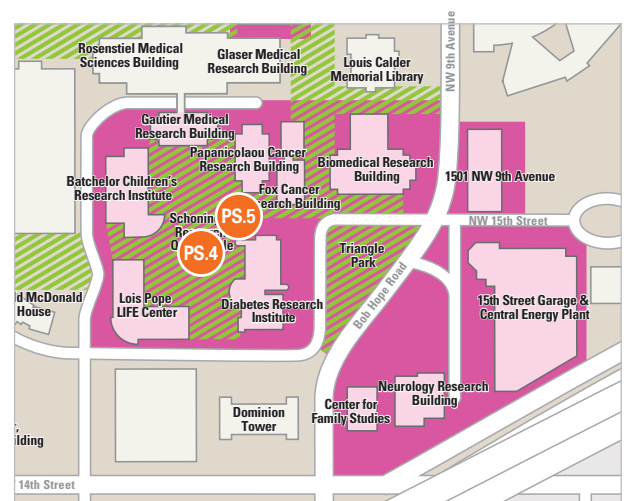 Rosenstiel Medical
Sciences Building
Glaser Medical
Research Building
Louis Calder
Memorial Library
NW 9th Avenue
Gautier Medical
Research Building
Papanicolaou Cancer
Research Building
Biomedical Research
Building
1501 NW 9th Avenue
Batchelor Children's
Research Institute
Fox Cancer
earch Building
Schonin
PS.5
NW 15th Street
PS.4
Triangle
Park
Bob Hope Road
ld McDonald
House
Lois Pope
LIFE Center
Diabetes Research
Institute
15th Street Garage &
Central Energy Plant
Neurology Research
Building
Center for
Family Studies
Dominion
Tower
ilding
14th Street